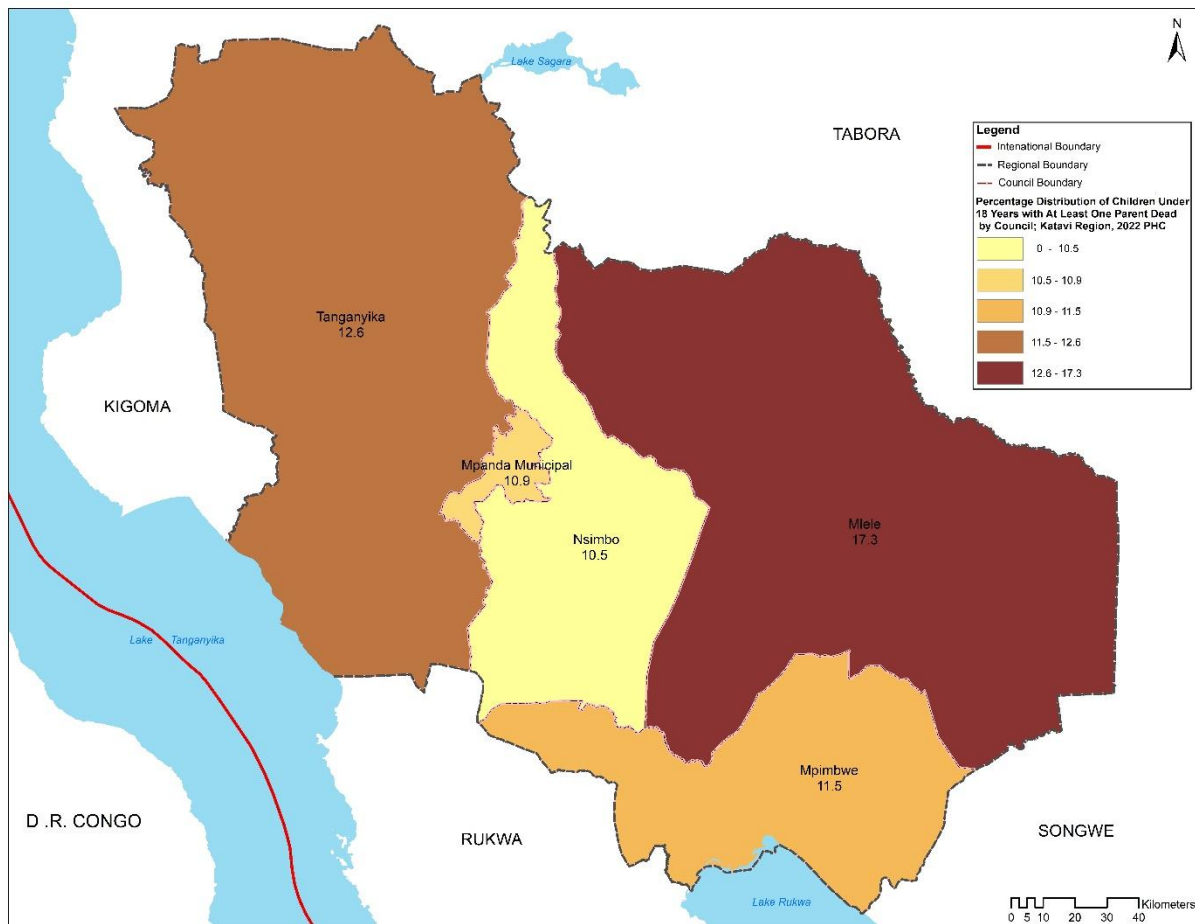 N
Lake Sagara
TABORA
Legend
Intenational Boundary
Regional Boundary
Council Boundary
Percentage Distribution of Children Under
18 Years with At Least One Parent Dead
by Council; Katavi Region, 2022 PHC
0 - 10.5
10.5 - 10.9
10.9 - 11.5
11.5 - 12.6
12.6 - 17.3
Tanganyika
12.6
KIGOMA
Mpanda Municipal
10.9
Nsimbo
10.5
Mlele
17.3
Lake Tanganyika
Mpimbwe
11.5
D .R. CONGO
RUKWA
SONGWE
Lake Rukwa
Kilometers
0 5 10 20 30 40